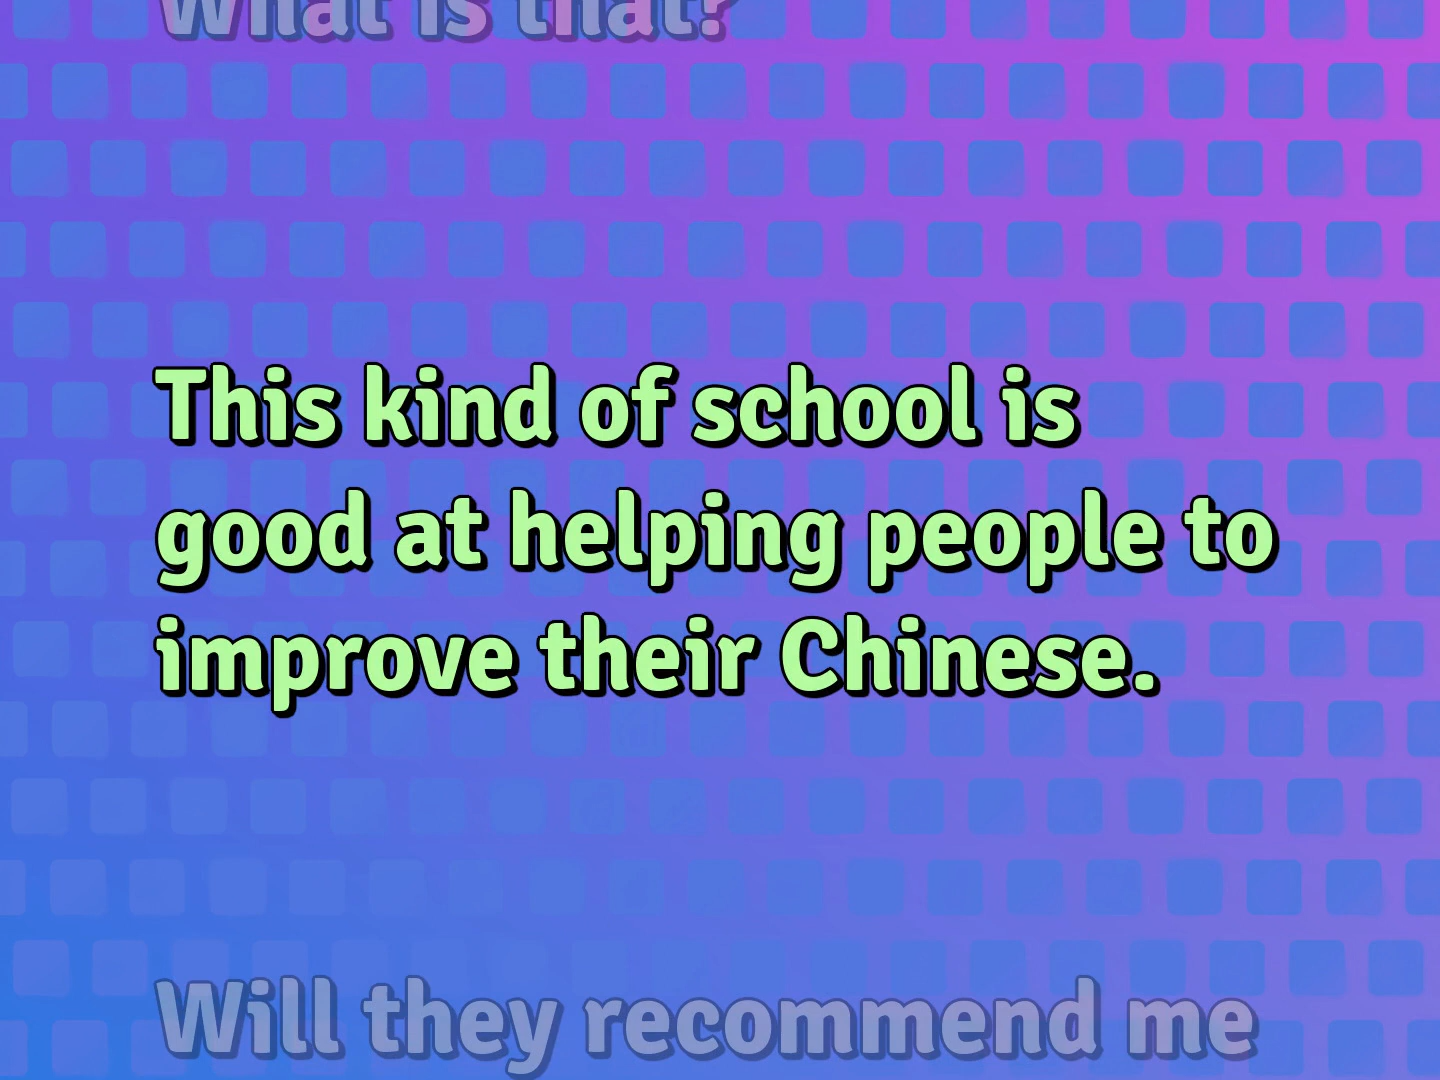 What is that?
This kind of school is
good at helping people to
improve their Chinese.
Will they recommend me